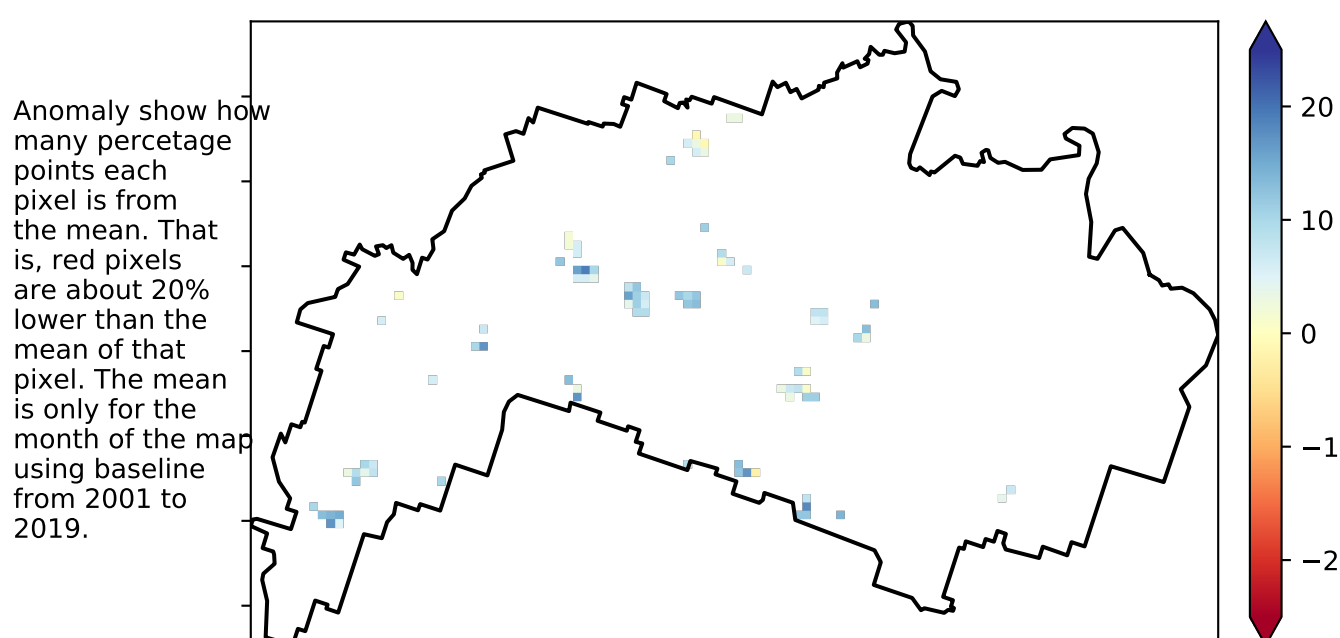 Anomaly show how
many percetage
points each
pixel is from
the mean. That
is, red pixels
are about 20%
lower than the
mean of that
pixel. The mean
is only for the
month of the map
using baseline
from 2001 to
2019.
20
10
0
−1
−2